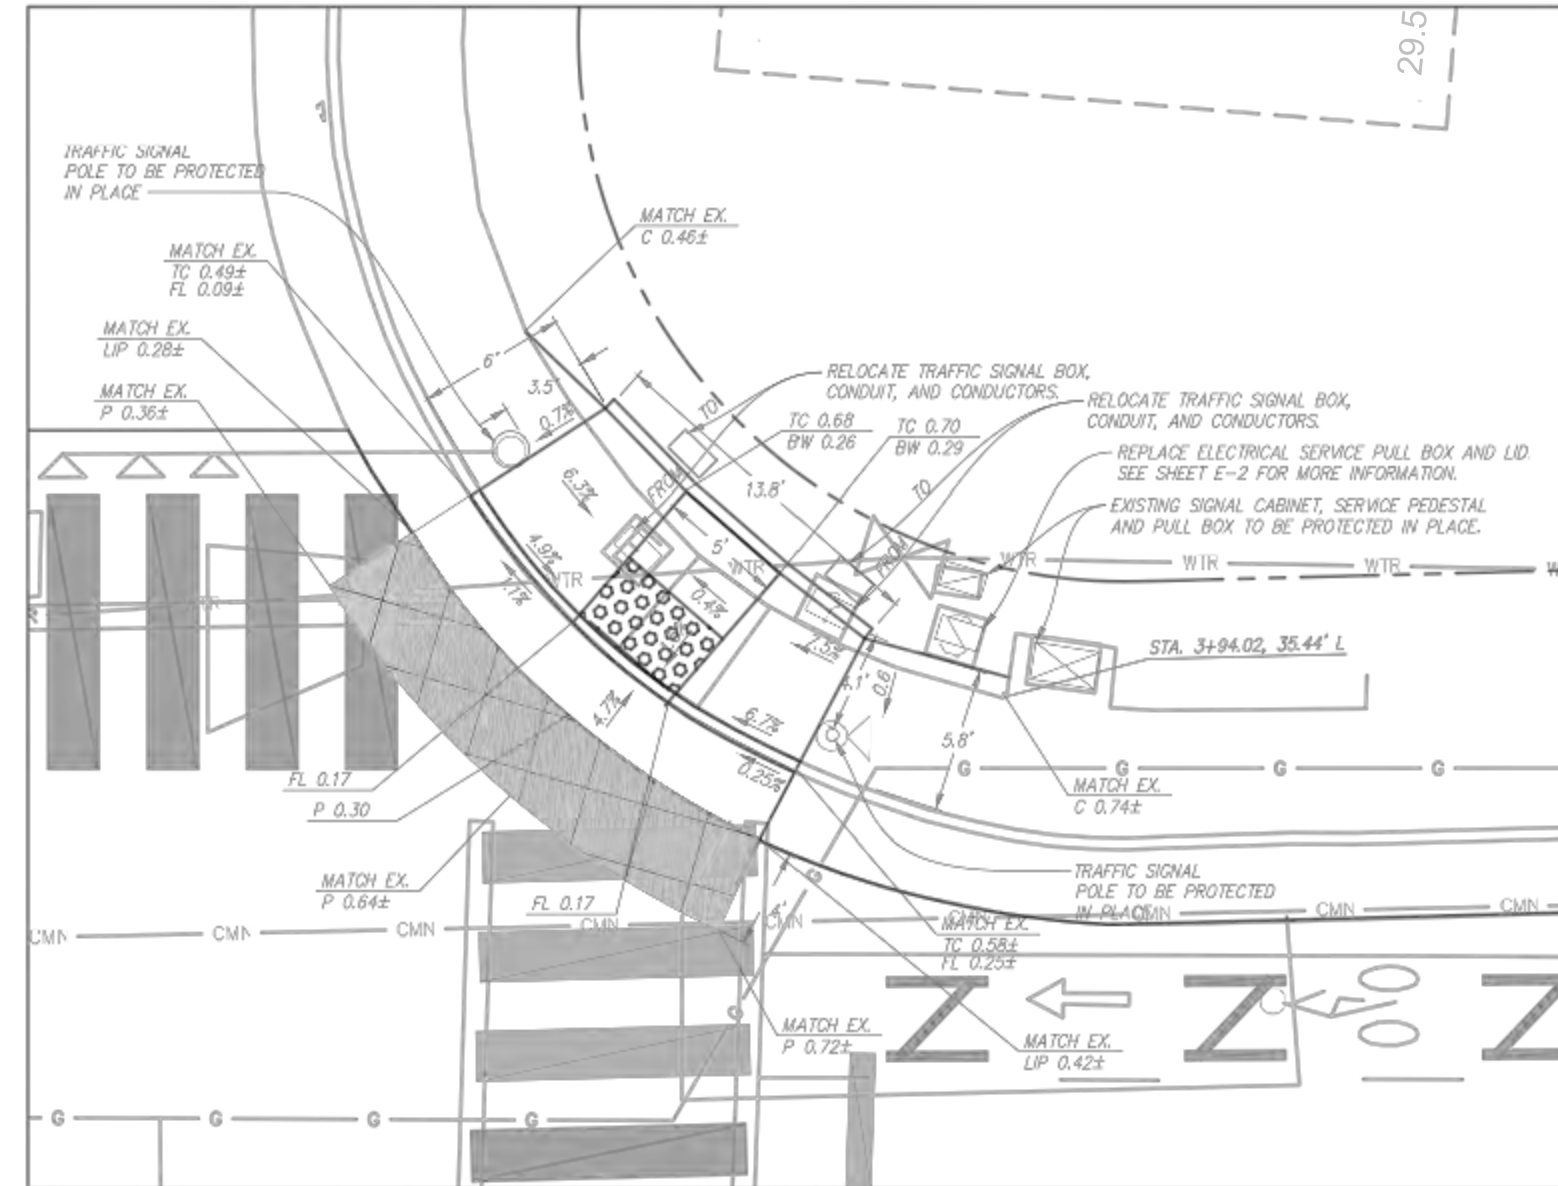 29.5
TRAFFIC SIGNAL
POLE TO BE PROTECTED
IN PLACE
MATCH EX.
C 0.46±
MATCH EX.
TC 0.49±
FL 0.09±
MATCH EX.
LIP 0.28±
MATCH EX.
P 0.36±
6'
3.5'
0.7%
TO
RELOCATE TRAFFIC SIGNAL BOX,
CONDUIT, AND CONDUCTORS.
RELOCATE TRAFFIC SIGNAL BOX,
CONDUIT, AND CONDUCTORS.
TC 0.68
BW 0.26
TC 0.70
BW 0.29
REPLACE ELECTRICAL SERVICE PULL BOX AND LID.
SEE SHEET E-2 FOR MORE INFORMATION.
EXISTING SIGNAL CABINET, SERVICE PEDESTAL
AND PULL BOX TO BE PROTECTED IN PLACE.
6.3%
FROM
13.8'
TO
FROM
5'
4.9%
WTR
WTR
WTR
WTR
0.4%
7.5%
0.6
STA. 3+94.02, 35.44' L
4.7%
6.7%
0.25%
5.8'
G
G
G
G
FL 0.17
P 0.30
MATCH EX.
C 0.74±
MATCH EX.
P 0.64±
FL 0.17
TRAFFIC SIGNAL
POLE TO BE PROTECTED
IN PLACE
G
4'
CMN
CMN
CMN
CMN
CMN
CMN
CMN
MATCH EX.
TC 0.58±
FL 0.25±
G
MATCH EX.
P 0.72±
MATCH EX.
LIP 0.42±
G
G
G
G